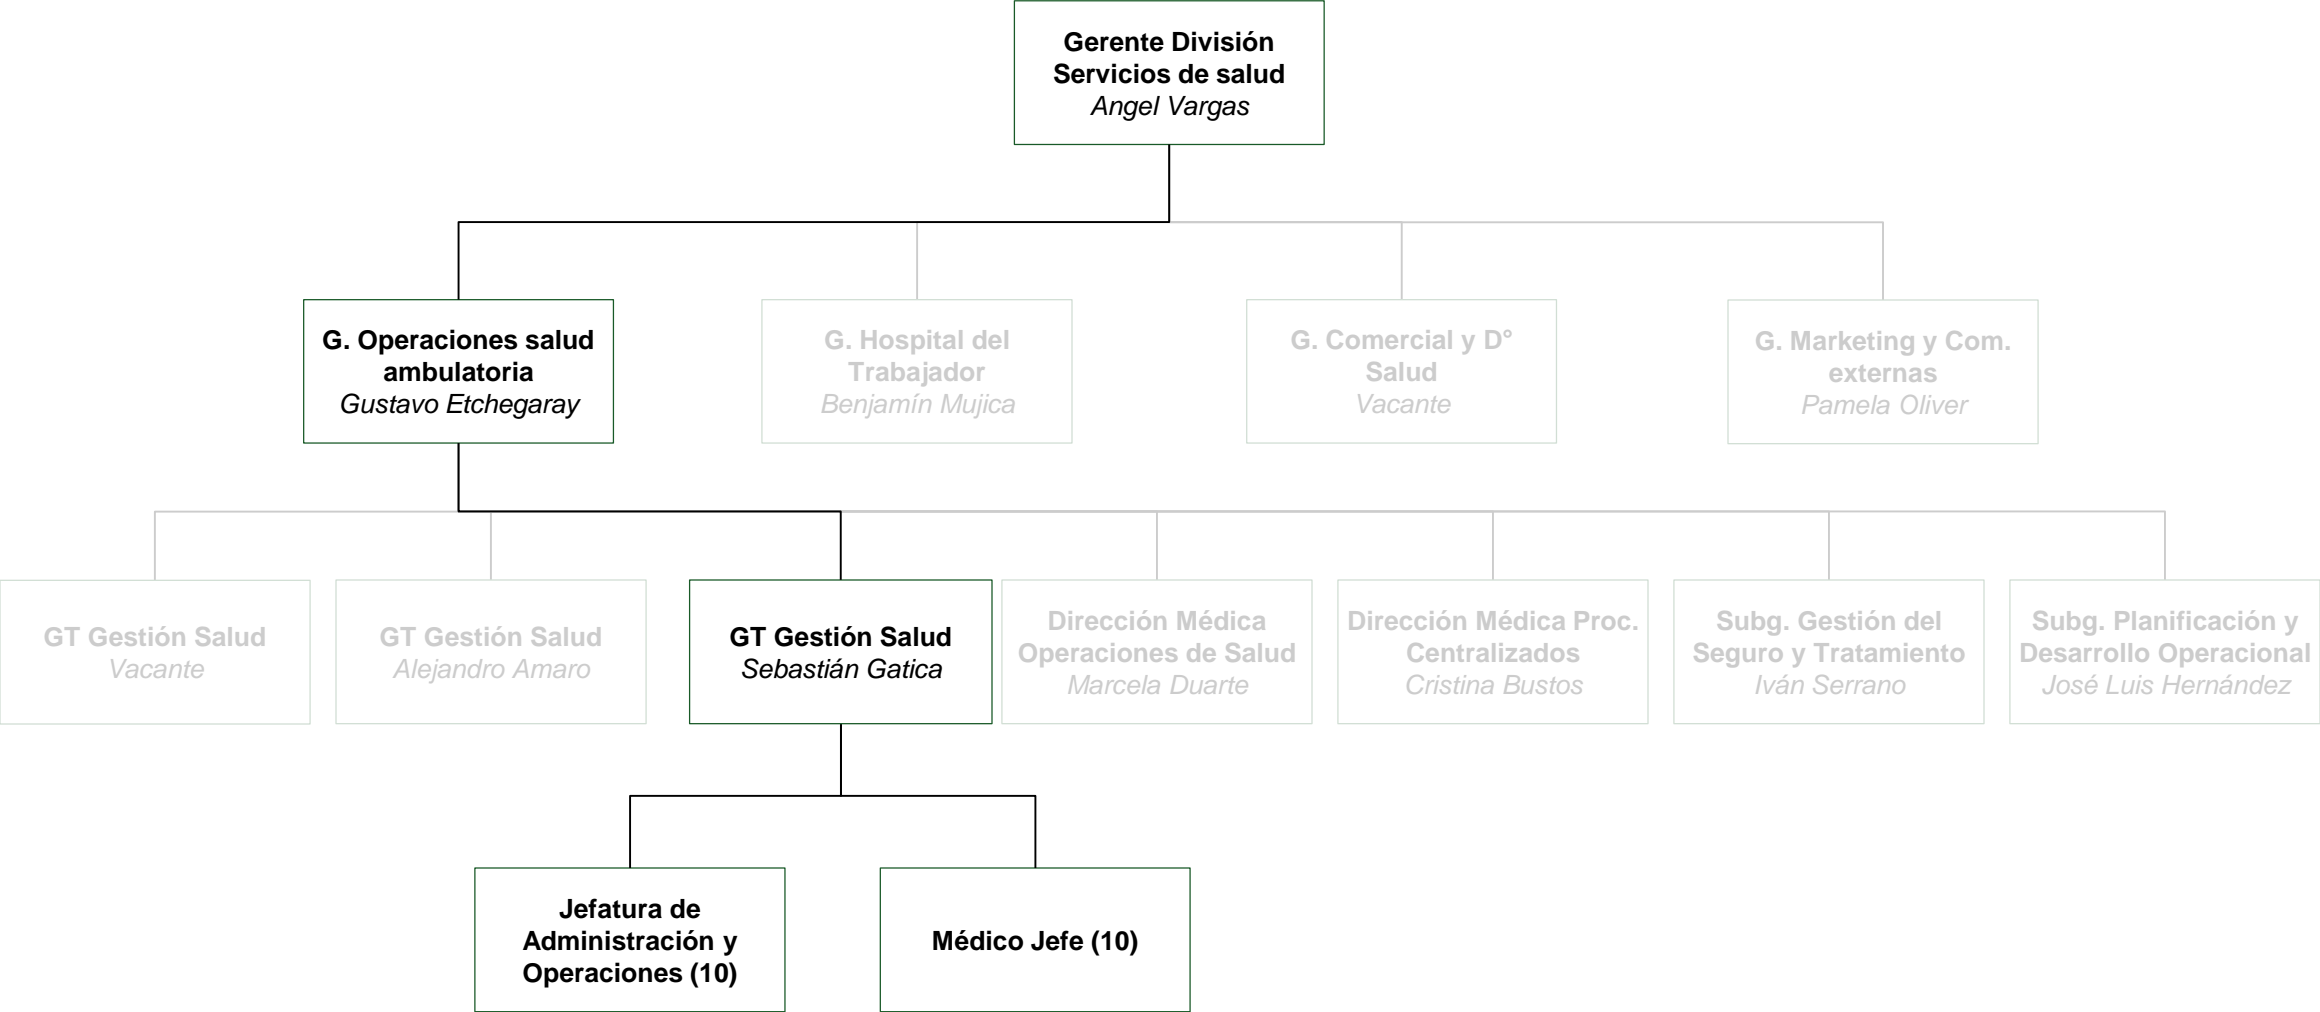 Gerente División
Servicios de salud
Angel Vargas
G. Operaciones salud
ambulatoria
Gustavo Etchegaray
G. Hospital del
Trabajador
Benjamín Mujica
G. Comercial y D°
Salud
Vacante
G. Marketing y Com.
externas
Pamela Oliver
GT Gestión Salud
Vacante
GT Gestión Salud
Alejandro Amaro
GT Gestión Salud
Sebastián Gatica
Dirección Médica
Operaciones de Salud
Marcela Duarte
Dirección Médica Proc.
Centralizados
Cristina Bustos
Subg. Gestión del
Seguro y Tratamiento
Iván Serrano
Subg. Planificación y
Desarrollo Operacional
José Luis Hernández
Jefatura de
Administración y
Operaciones (10)
Médico Jefe (10)